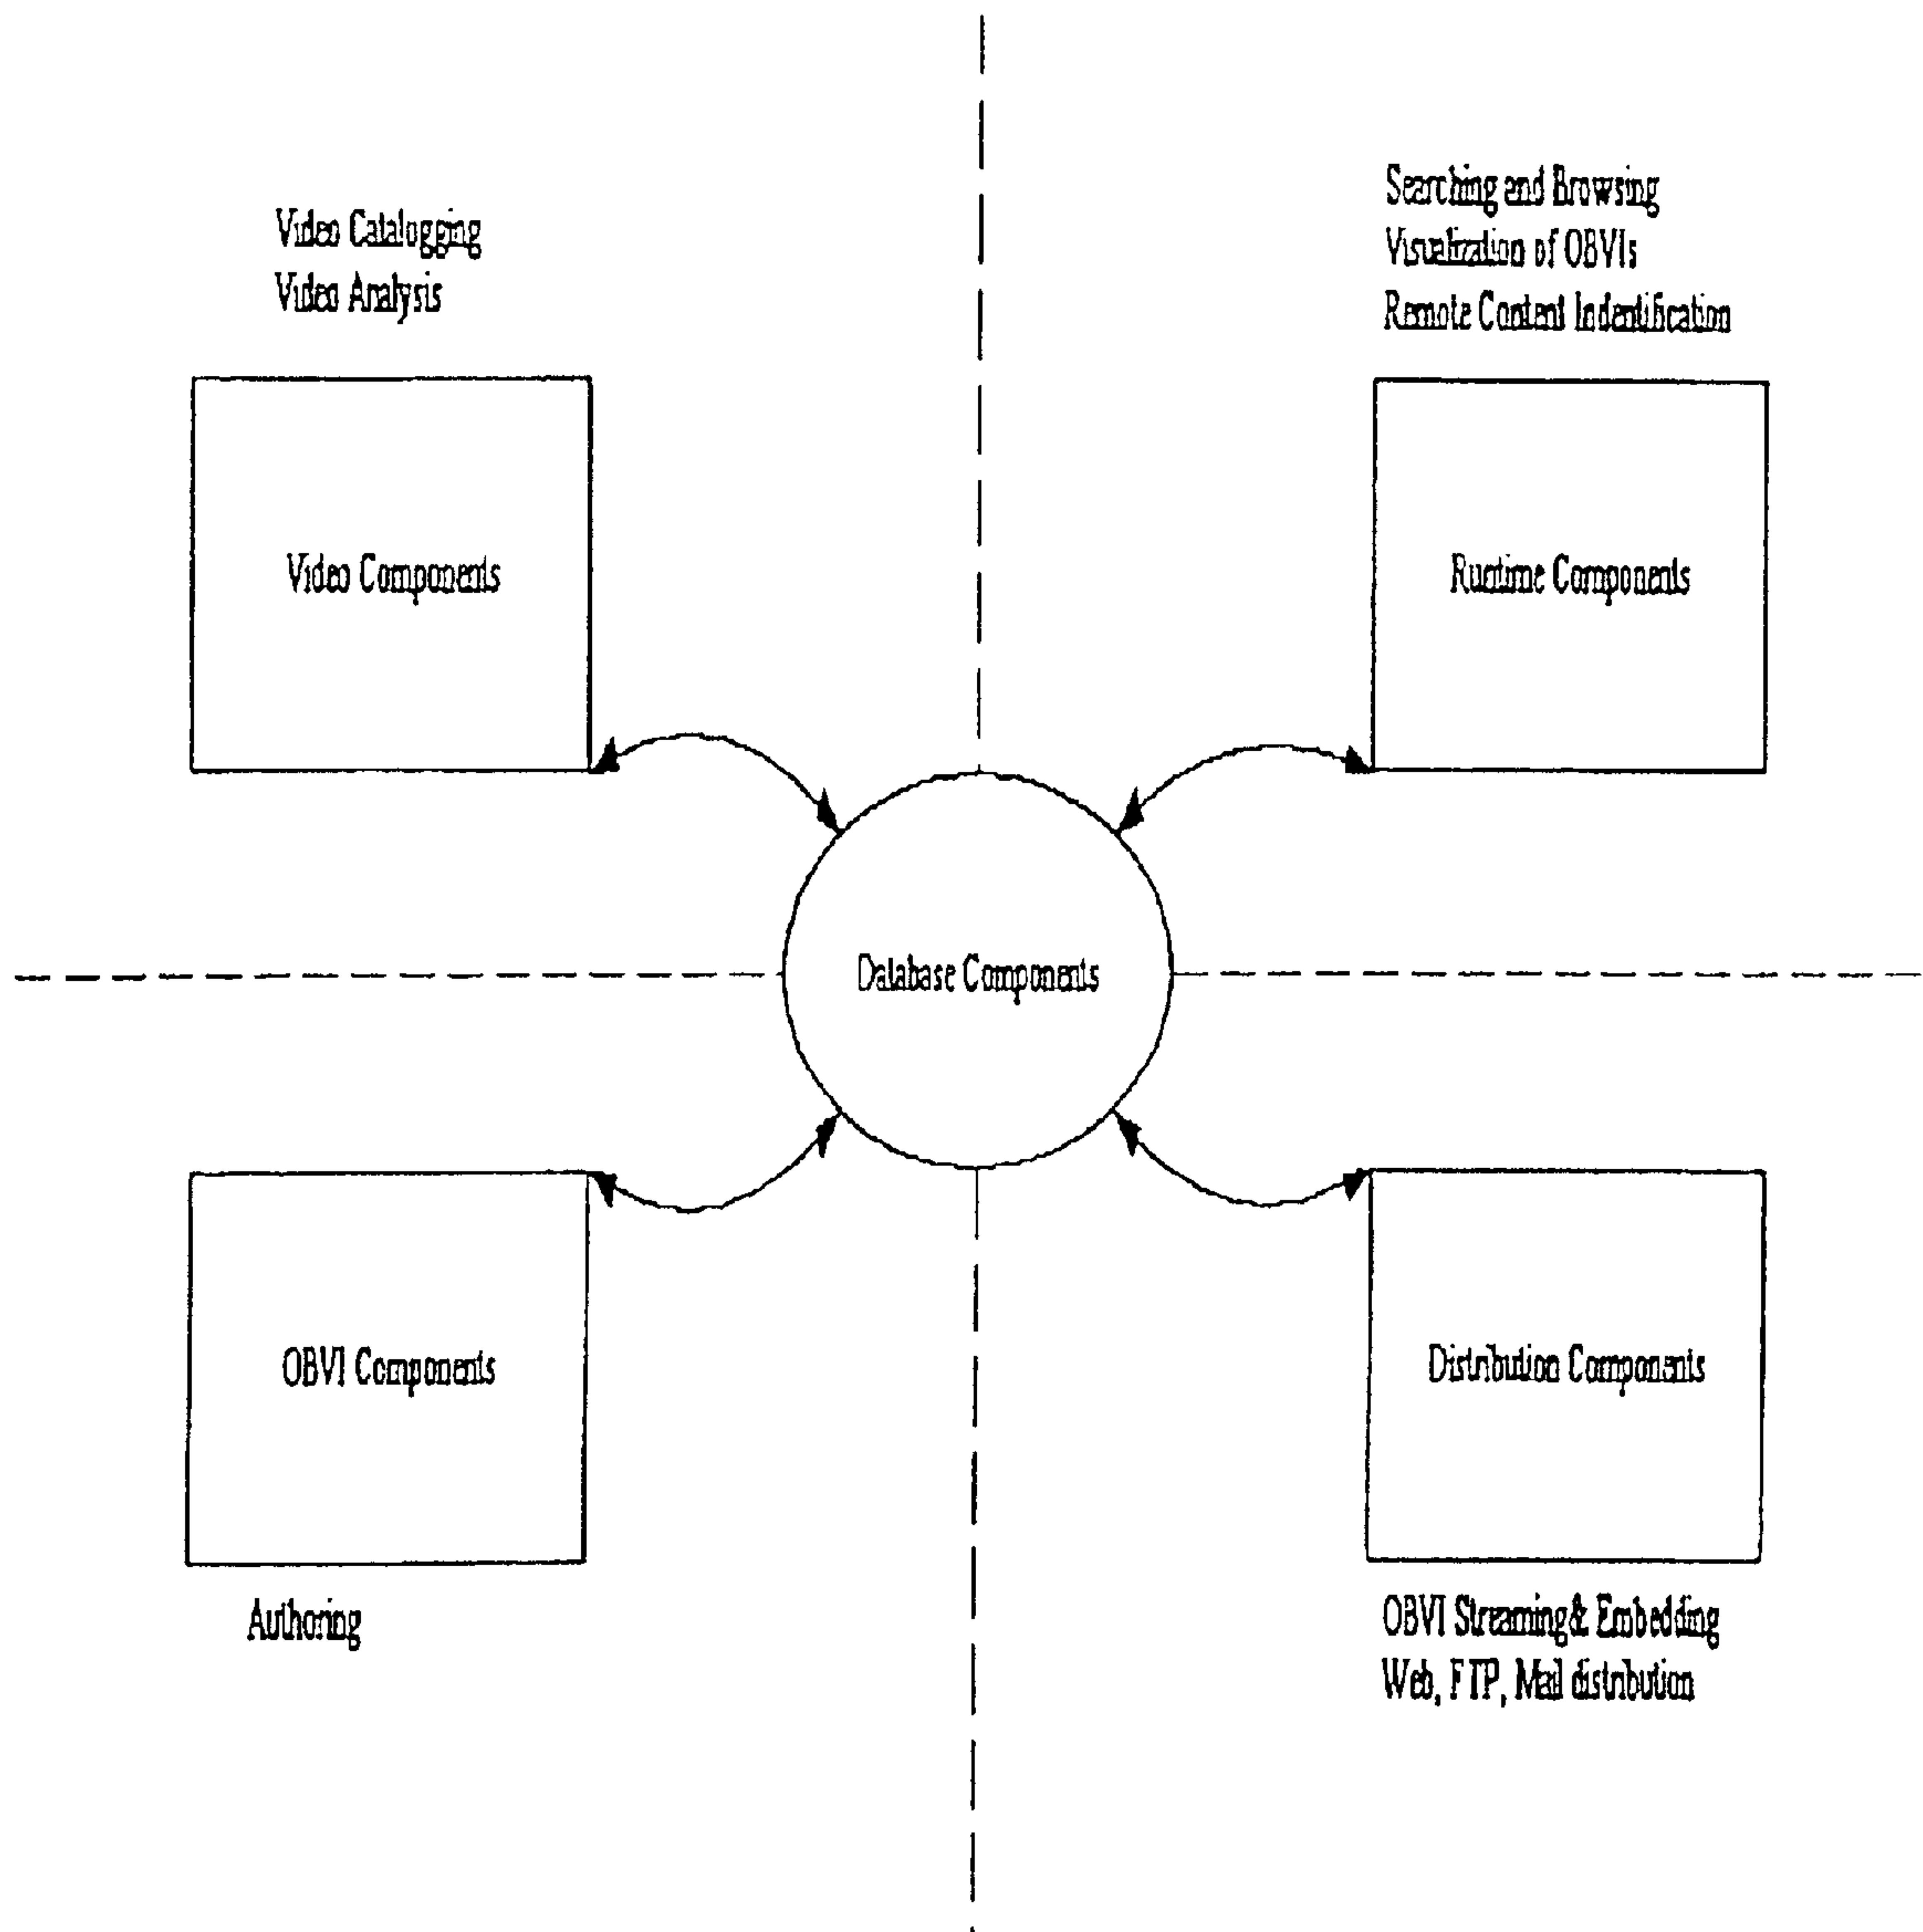 Video Catalogging
Video Analysis
Searching and Browsing
Visualization of OBVIs
Remote Content Indentification
Video Components
Runtime Components
Database Components
OBVI Components
Distribution Components
Authoring
OBVI Streaming& Embedding
Web, FTP, Mail distribution